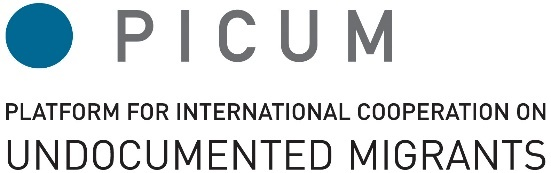 PICUM
PLATFORM FOR INTERNATIONAL COOPERATION ON
UNDOCUMENTED MIGRANTS